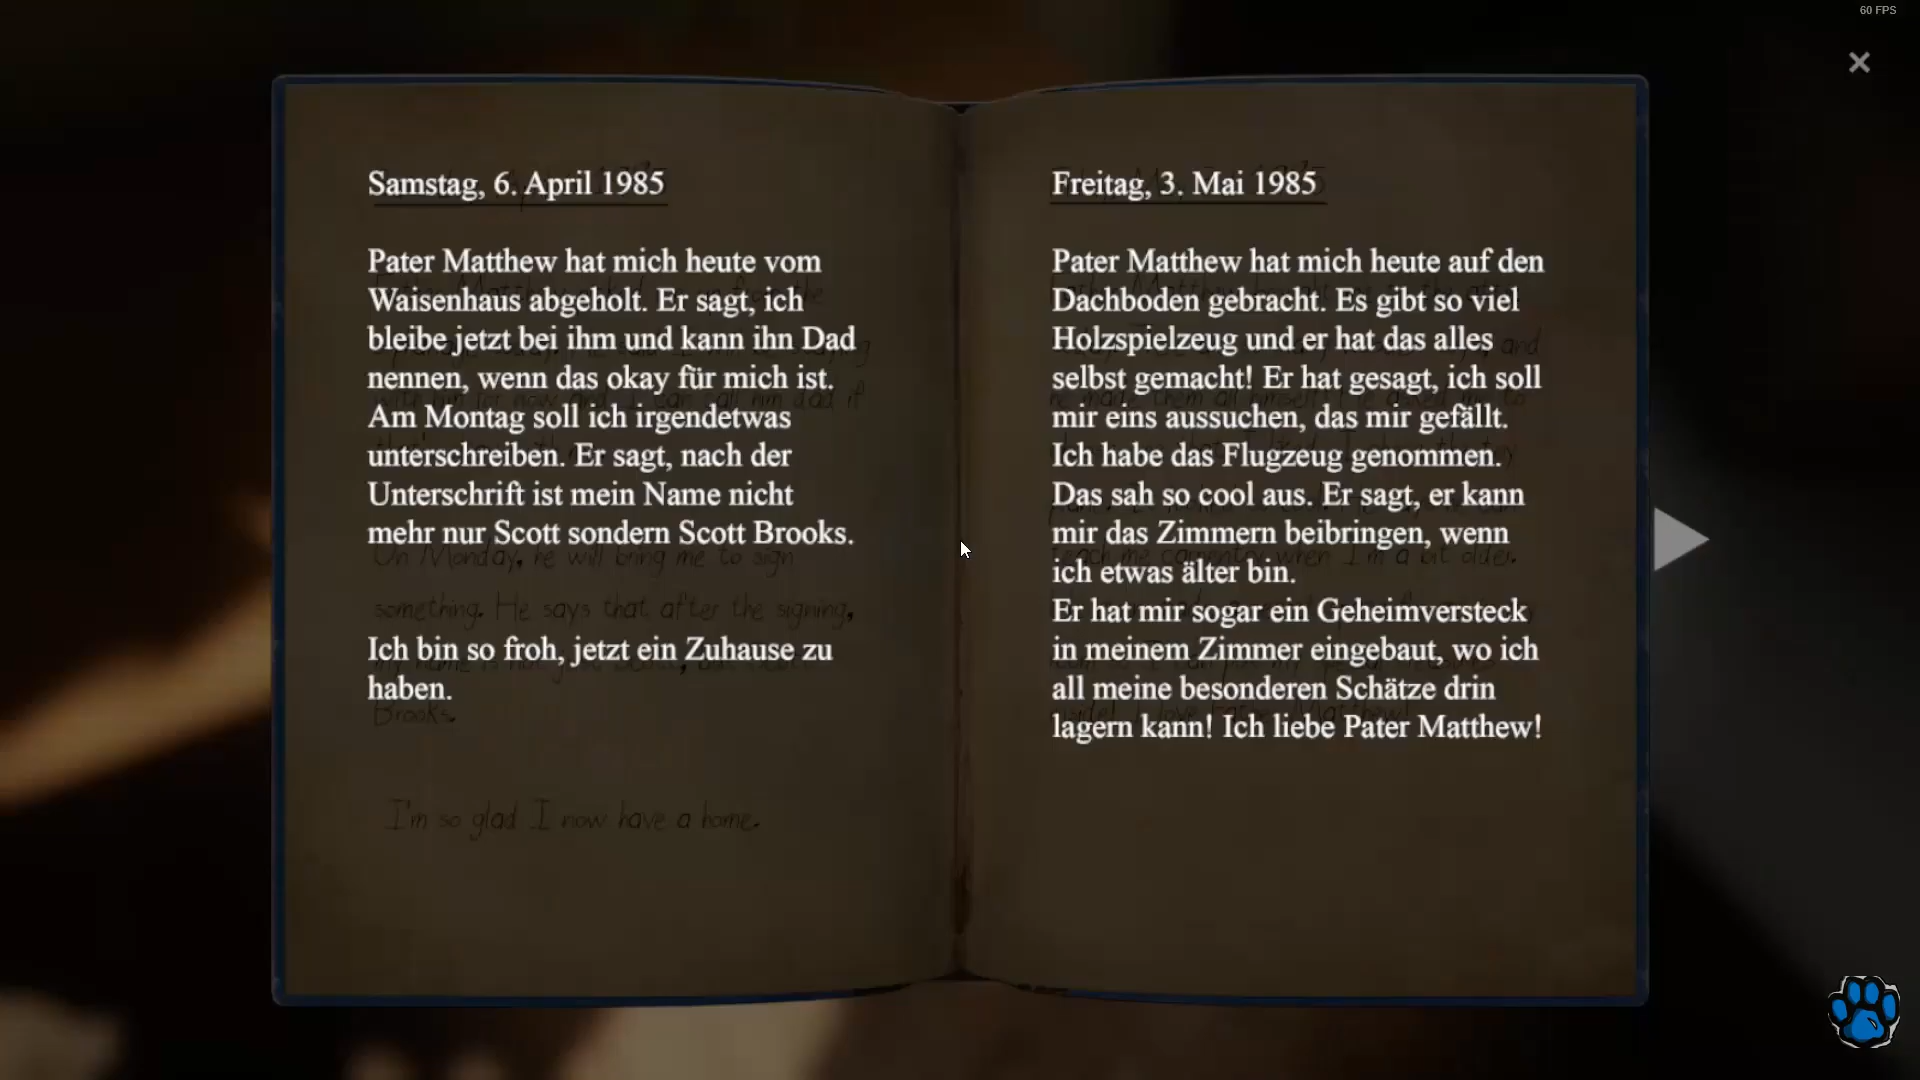 60 FPS
Samstag, 6. April 1985
Pater Matthew hat mich heute vom
Waisenhaus abgeholt. Er sagt, ich
bleibe jetzt bei ihm und kann ihn Dad
nennen, wenn das okay für mich ist.
Am Montag soll ich irgendetwas
unterschreiben. Er sagt, nach der
Unterschrift ist mein Name nicht
mehr nur Scott sondern Scott Brooks.
Ich bin so froh, jetzt ein Zuhause zu
haben.
On Monday, he will bring me to sign
something. He says that after the signing,
Brooks.
I'm so glad I now have a home.
Freitag, 3. Mai 1985
Pater Matthew hat mich heute auf den
Dachboden gebracht. Es gibt so viel
Holzspielzeug und er hat das alles
selbst gemacht! Er hat gesagt, ich soll
mir eins aussuchen, das mir gefällt.
Ich habe das Flugzeug genommen.
Das sah so cool aus. Er sagt, er kann
mir das Zimmern beibringen, wenn
ich etwas älter bin.
Er hat mir sogar ein Geheimversteck
in meinem Zimmer eingebaut, wo ich
all meine besonderen Schätze drin
lagern kann! Ich liebe Pater Matthew!
teach me carpentry when I'm a bit older.